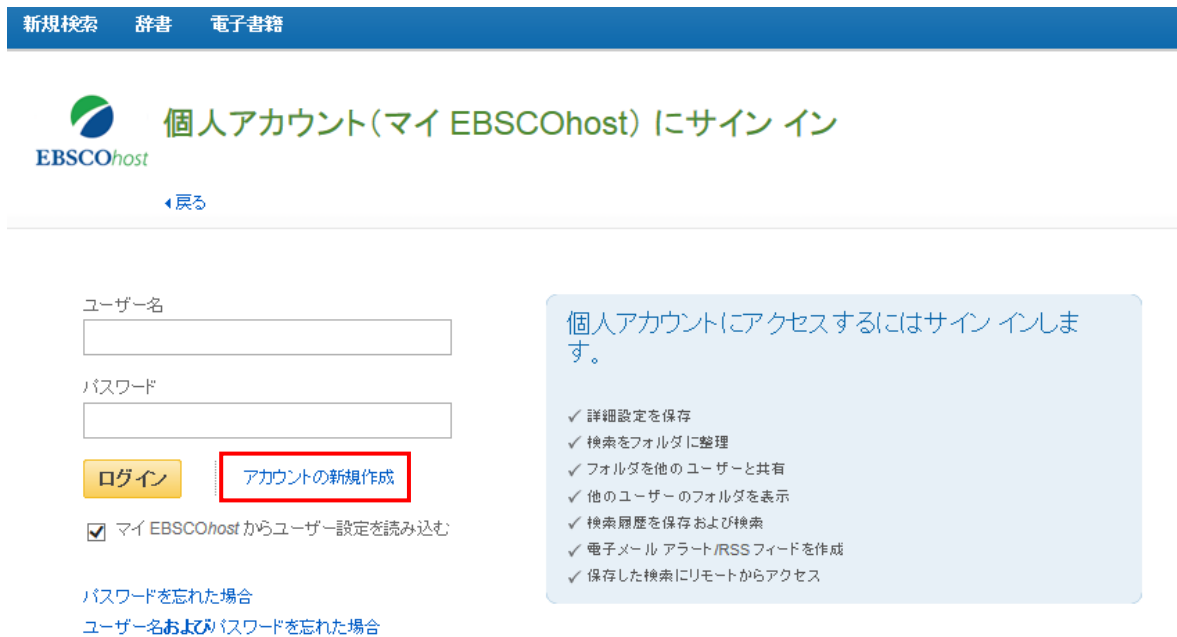 新規検索 辞書 電子書籍
個人アカウント(マイ EBSCOhost) にサイン イン
EBSCOhost
戻る
ユーザー名
パスワード
ログイン
アカウントの新規作成
マイ EBSCOhost からユーザー設定を読み込む
パスワードを忘れた場合
ユーザー名およびパスワードを忘れた場合
個人アカウントにアクセスするにはサイン インしま
す。
詳細設定を保存
検索をフォルダに整理
フォルダを他のユーザーと共有
他のユーザーのフォルダを表示
検索履歴を保存および検索
電子メール アラート/RSS フィードを作成
保存した検索にリモートからアクセス